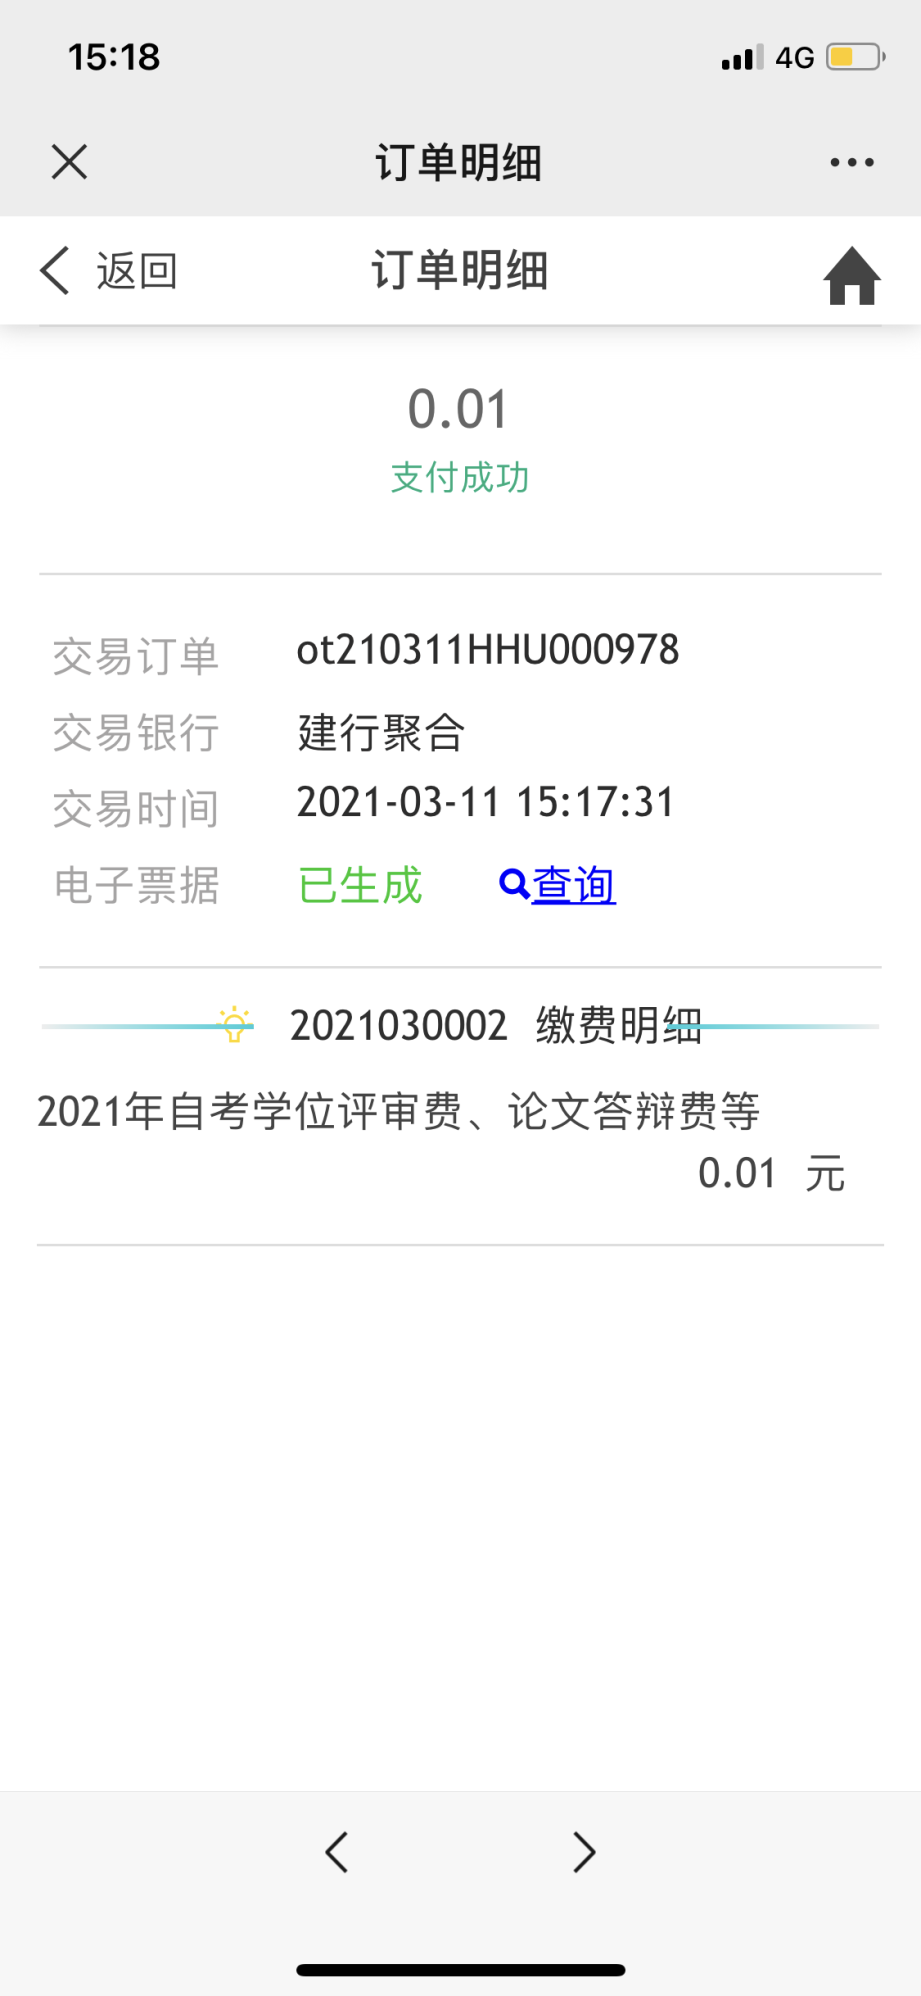 15:18 4G
订单明细
返回 订单明细
0.01
支付成功
交易订单 ot210311HHU000978
交易银行 建行聚合
交易时间 2021-03-11 15:17:31
电子票据 已生成 查询
2021030002 缴费明细
2021年自考学位评审费、论文答辩费等
0.01 元